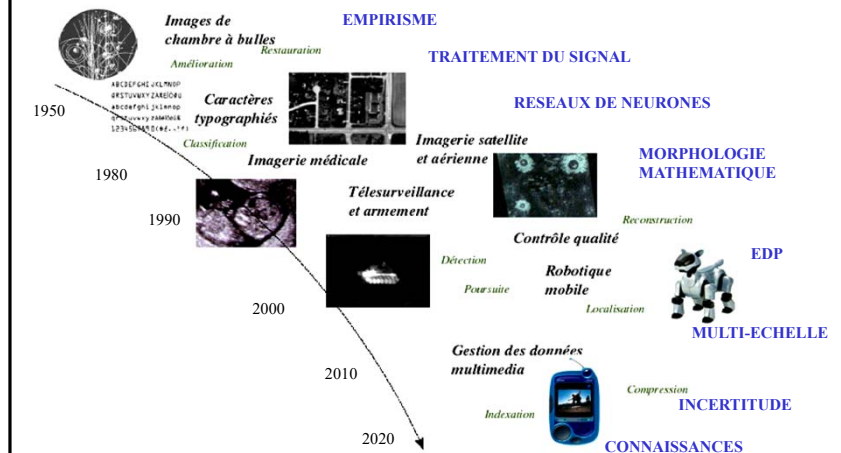 Images de
chambre à bulles
EMPIRISME
Restauration
Amélioration
TRAITEMENT DU SIGNAL
1950
Caractères
typographiés
RESEAUX DE NEURONES
Classification
Imagerie médicale
Imagerie satellite
et aérienne
MORPHOLOGIE
MATHEMATIQUE
1980
Télesurveillance
et armement
1990
Reconstruction
Contrôle qualité
EDP
Détection
Robotique
mobile
Poursuite
Localisation
2000
MULTI-ECHELLE
Gestion des données
multimedia
2010
Compression
Indexation
INCERTITUDE
2020
CONNAISSANCES